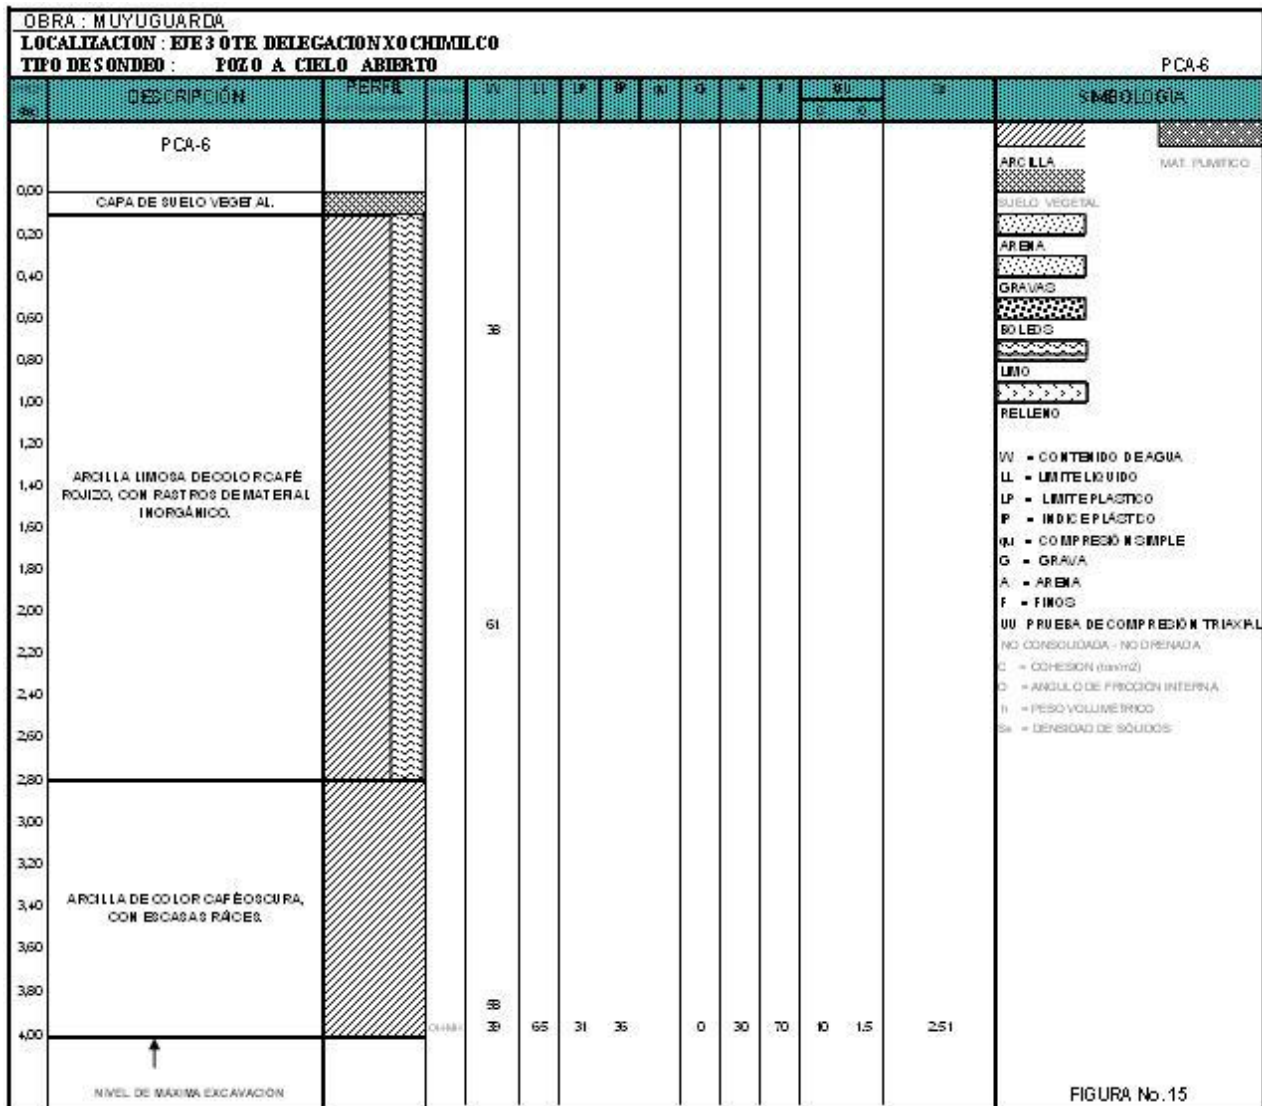 OBRA : MUYUGUARDA
LOCALIZACION : EJE 3 OTE DELEGACION XOCHIMILCO
TIPO DE SONDEO : POZO A CIELO ABIERTO
PCA-6
DESCRIPCIÓN PERFIL W LL LP IP qu G A F UU Ss SIMBOLOGÍA
PCA-6
0,00
CAPA DE SUELO VEGETAL.
0,20
0,40
0,60
38
0,80
1,00
1,20
1,40
ARCILLA LIMOSA DE COLOR CAFÉ
ROJIZO, CON RASTROS DE MATERIAL
INORGÁNICO.
1,60
1,80
2,00
61
2,20
2,40
2,60
2,80
3,00
3,20
3,40
ARCILLA DE COLOR CAFÉ OSCURA,
CON ESCASAS RÁICES.
3,60
3,80
58
4,00
39 65 31 36 0 30 70 10 1.5 2.51
NIVEL DE MÁXIMA EXCAVACIÓN
ARCILLA
MAT. PUMITICO
SUELO VEGETAL
ARENA
GRAVAS
BOLEOS
LIMO
RELLENO
W = CONTENIDO DE AGUA
LL = LIMITE LIQUIDO
LP = LIMITE PLASTICO
IP = INDICE PLÁSTICO
qu = COMPRESIÓN SIMPLE
G = GRAVA
A = ARENA
F = FINOS
UU PRUEBA DE COMPRESIÓN TRIAXIAL
NO CONSOLIDADA - NO DRENADA
C = COHESION (ton/m2)
= ANGULO DE FRICCIÓN INTERNA
= PESO VOLUMÉTRICO
Ss = DENSIDAD DE SÓLIDOS
FIGURA No. 15